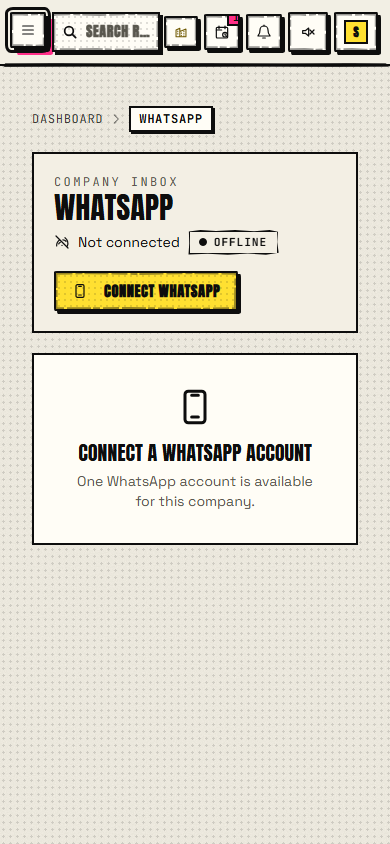 SEARCH R...
$
DASHBOARD
WHATSAPP
COMPANY INBOX
WHATSAPP
Not connected
OFFLINE
CONNECT WHATSAPP
CONNECT A WHATSAPP ACCOUNT
One WhatsApp account is available
for this company.